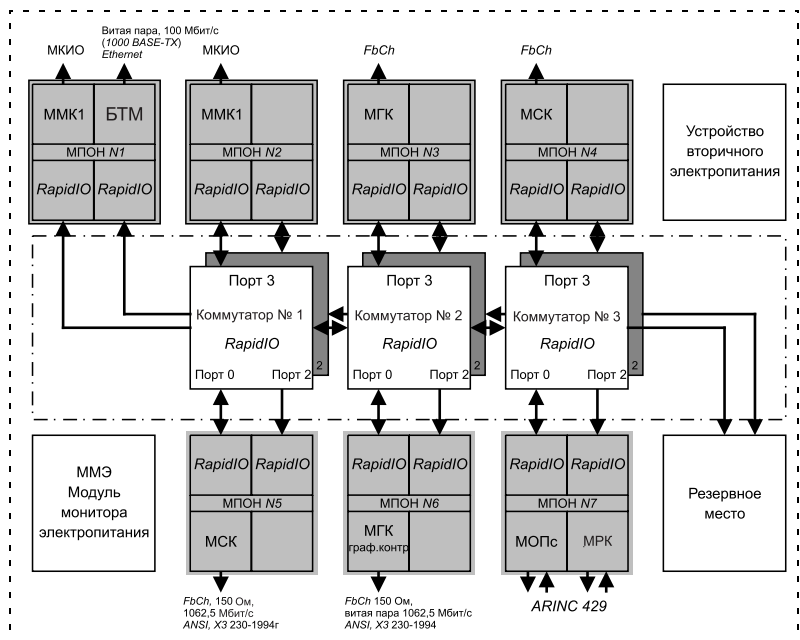 МКИО
Витая пара, 100 Мбит/с
(1000 BASE-TX)
Ethernet
МКИО
FbCh
FbCh
ММК1
БТМ
МПОН N1
RapidIO
RapidIO
ММК1
МПОН N2
RapidIO
RapidIO
МГК
МПОН N3
RapidIO
RapidIO
МСК
МПОН N4
RapidIO
RapidIO
Устройство
вторичного
электропитания
Порт 3
Коммутатор № 1
RapidIO
Порт 0
Порт 2
2
Порт 3
Коммутатор № 2
RapidIO
Порт 0
Порт 2
2
Порт 3
Коммутатор № 3
RapidIO
Порт 0
Порт 2
2
ММЭ
Модуль
монитора
электропитания
RapidIO
RapidIO
МПОН N5
МСК
RapidIO
RapidIO
МПОН N6
МГК
граф.контр
RapidIO
RapidIO
МПОН N7
МОПс
МРК
Резервное
место
FbCh, 150 Ом,
1062,5 Мбит/с
ANSI, X3 230-1994г
FbCh 150 Ом,
витая пара 1062,5 Мбит/с
ANSI, X3 230-1994
ARINC 429